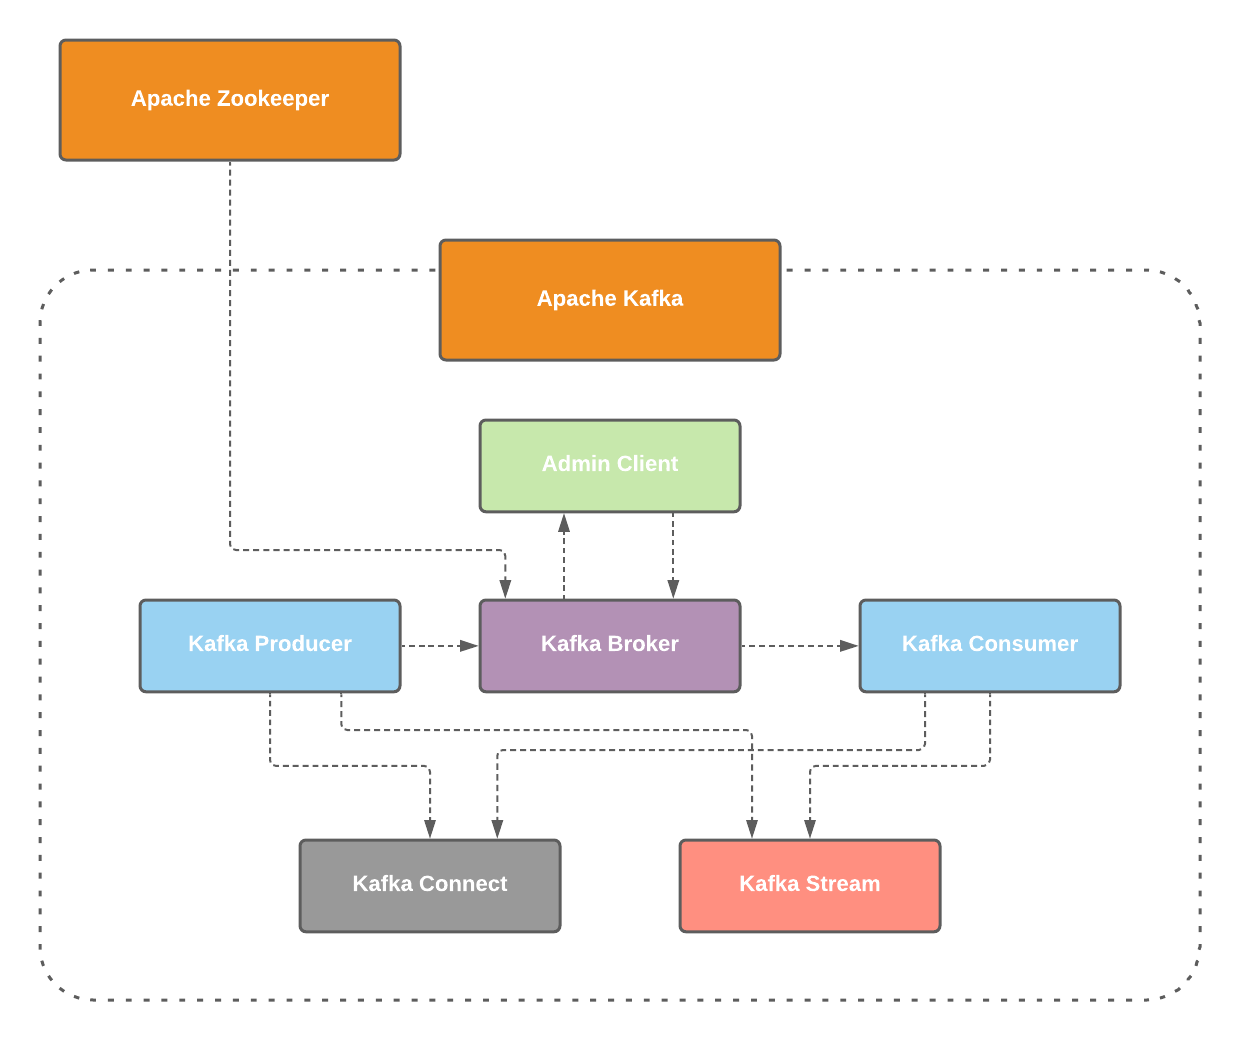 Apache Zookeeper
Apache Kafka
Admin Client
Kafka Producer
Kafka Broker
Kafka Consumer
Kafka Connect
Kafka Stream